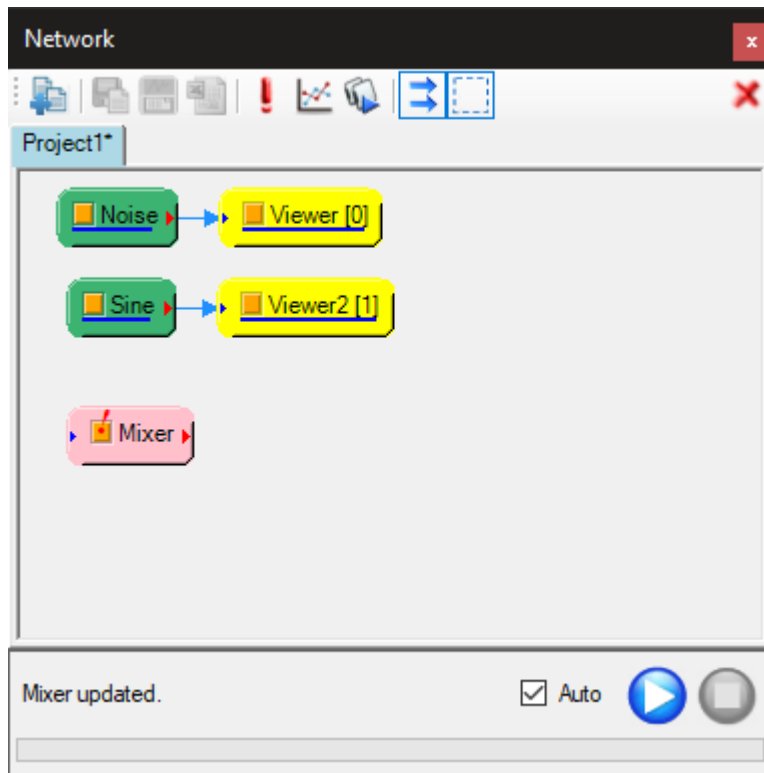 Network
x
Project1*
Noise
Viewer [0]
Sine
Viewer2 [1]
Mixer
Mixer updated.
Auto